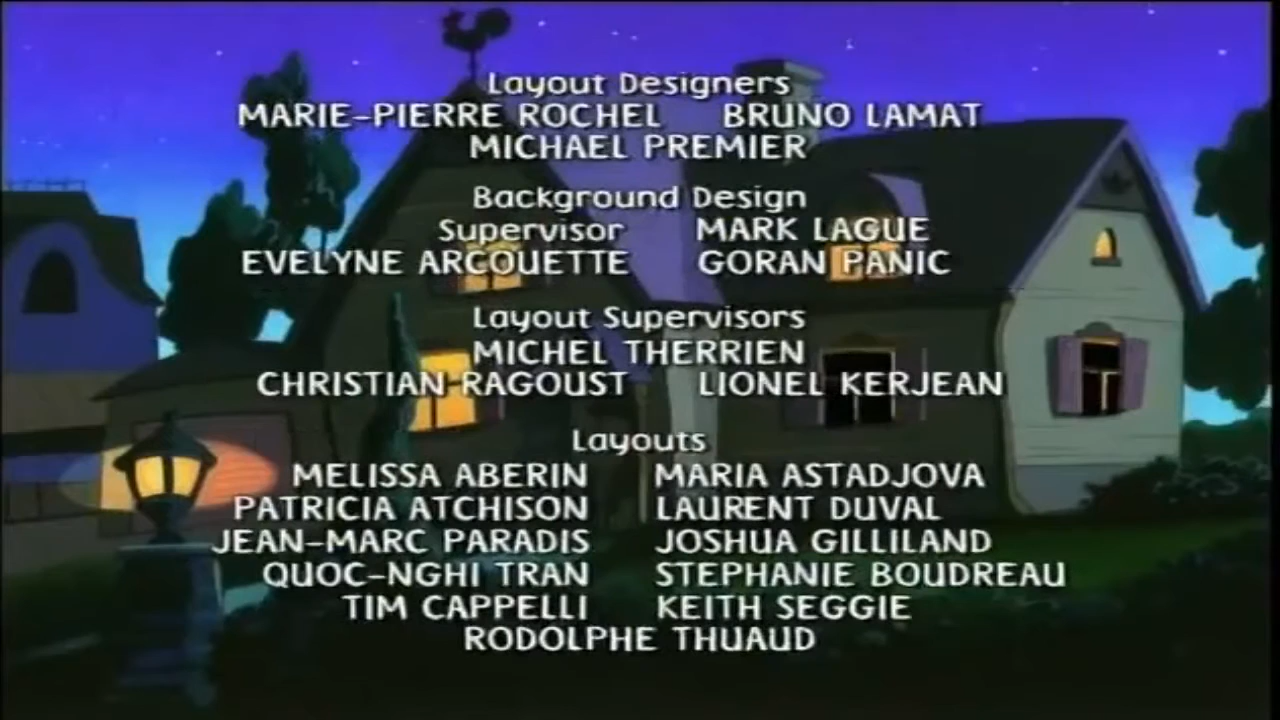 Layout Designers
MARIE-PIERRE ROCHEL BRUNO LAMAT
MICHAEL PREMIER
Background Design
Supervisor MARK LAGUE
EVELYNE ARCOUETTE GORAN PANIC
Layout Supervisors
MICHEL THERRIEN
CHRISTIAN RAGOUST LIONEL KERJEAN
Layouts
MELISSA ABERIN MARIA ASTADJOVA
PATRICIA ATCHISON LAURENT DUVAL
JEAN-MARC PARADIS JOSHUA GILLILAND
QUOC-NGHI TRAN STEPHANIE BOUDREAU
TIM CAPPELLI KEITH SEGGIE
RODOLPHE THUAUD